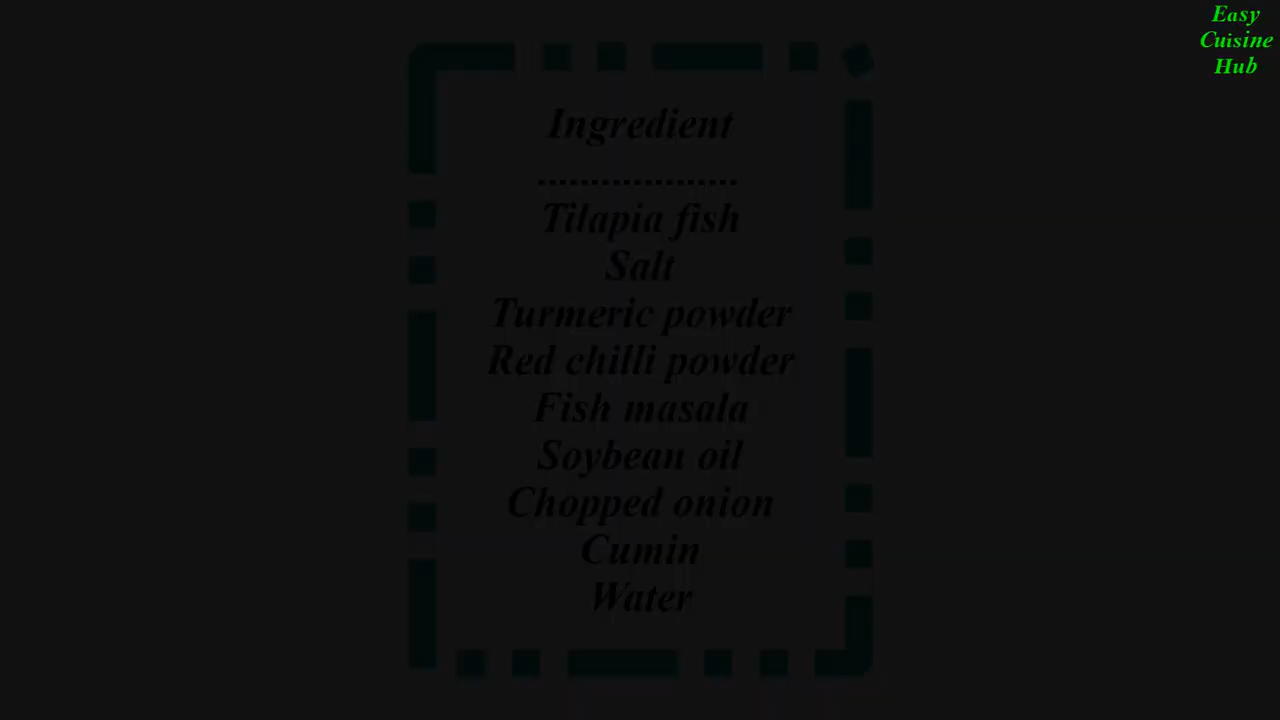 Easy
Cuisine
Hub
Ingredient
-------------------
Tilapia fish
Salt
Turmeric powder
Red chilli powder
Fish masala
Soybean oil
Chopped onion
Cumin
Water